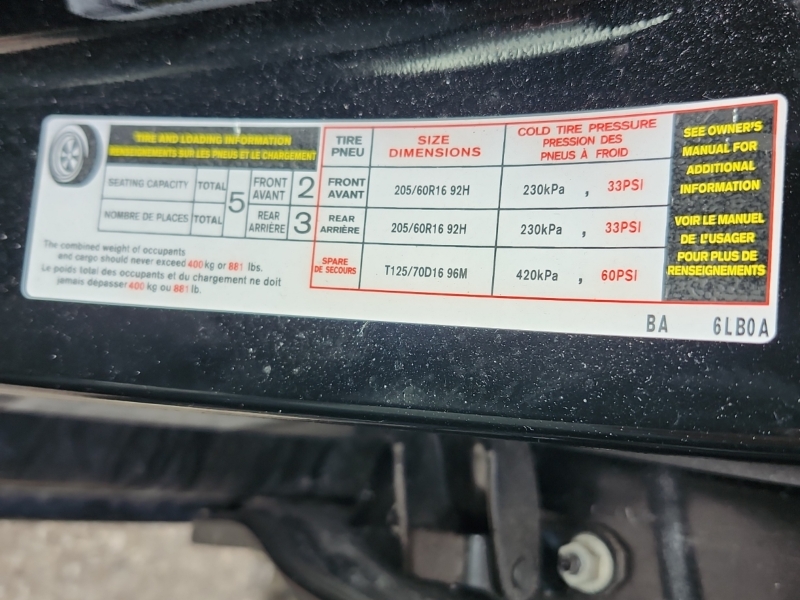 TIRE AND LOADING INFORMATION
RENSEIGNEMENTS SUR LES PNEUS ET LE CHARGEMENT
SEATING CAPACITY TOTAL 5 FRONT AVANT 2
NOMBRE DE PLACES TOTAL REAR ARRIÈRE 3
The combined weight of occupants
and cargo should never exceed 400 kg or 881 lbs.
Le poids total des occupants et du chargement ne doit
jamais dépasser 400 kg ou 881 lb.
TIRE PNEU SIZE DIMENSIONS COLD TIRE PRESSURE PRESSION DES PNEUS À FROID
FRONT AVANT 205/60R16 92H 230kPa , 33PSI
REAR ARRIÈRE 205/60R16 92H 230kPa , 33PSI
SPARE DE SECOURS T125/70D16 96M 420kPa , 60PSI
SEE OWNER'S
MANUAL FOR
ADDITIONAL
INFORMATION
VOIR LE MANUEL
DE L'USAGER
POUR PLUS DE
RENSEIGNEMENTS
BA 6LB0A